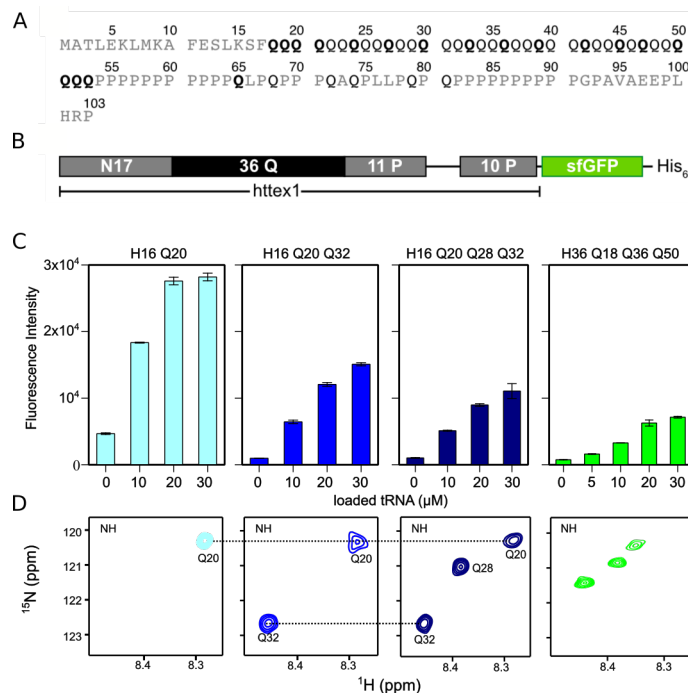 A
5 10 15 20 25 30 35 40 45 50
MATLEKLMKA FESLKSFQQQ QQQQQQQQQQ QQQQQQQQQQ QQQQQQQQQQ
55 60 65 70 75 80 85 90 95 100
QQQPPPPPPP PPPPQLPQPP PQAQPLLPQP QPPPPPPPPP PGPAVAEEPL
103
HRP
B
N17 36 Q 11 P 10 P sfGFP His6
httex1
C
H16 Q20 H16 Q20 Q32 H16 Q20 Q28 Q32 H36 Q18 Q36 Q50
Fluorescence Intensity
3x10⁴
2x10⁴
10⁴
0
0 10 20 30 0 10 20 30 0 10 20 30 0 5 10 20 30
loaded tRNA (μM)
D
NH NH NH
NH
Q20 Q20 Q20
Q28
Q32 Q32
¹⁵N (ppm)
120
121
122
123
8.4 8.3 8.4 8.3 8.4 8.3 8.4 8.3
¹H (ppm)